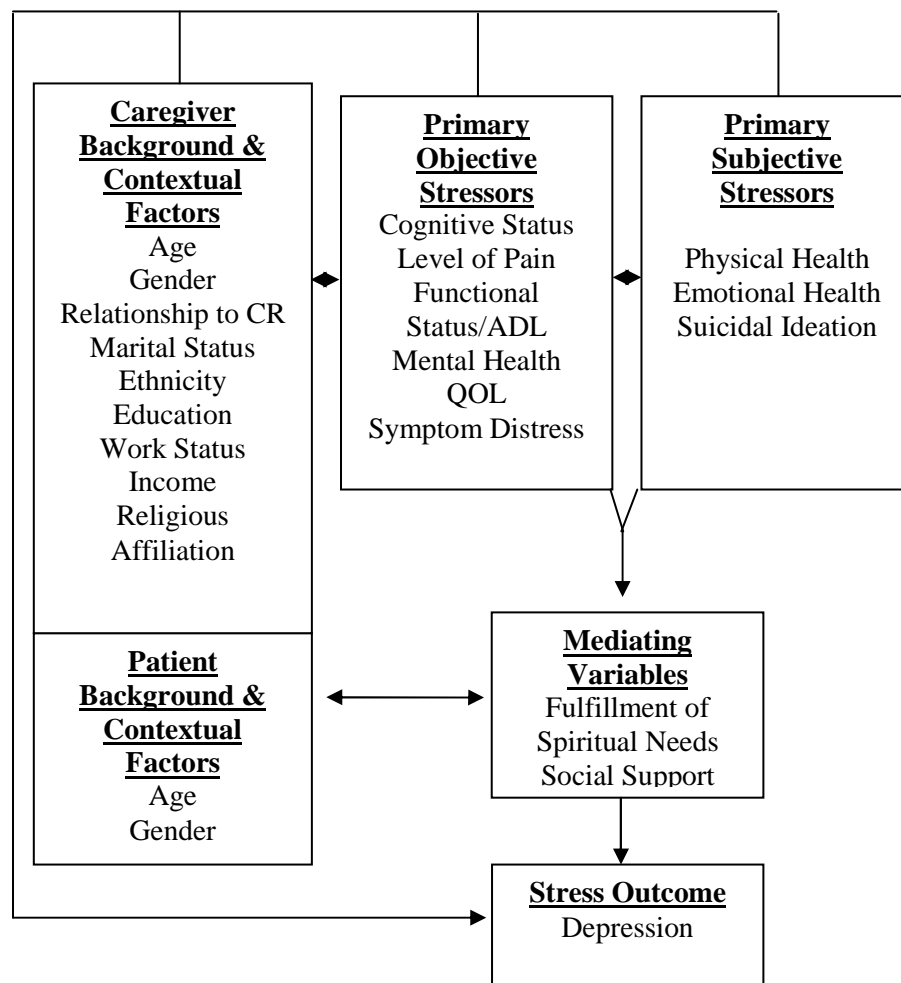 Caregiver
Background &
Contextual
Factors
Age
Gender
Relationship to CR
Marital Status
Ethnicity
Education
Work Status
Income
Religious
Affiliation
Primary
Objective
Stressors
Cognitive Status
Level of Pain
Functional
Status/ADL
Mental Health
QOL
Symptom Distress
Primary
Subjective
Stressors
Physical Health
Emotional Health
Suicidal Ideation
Patient
Background &
Contextual
Factors
Age
Gender
Mediating
Variables
Fulfillment of
Spiritual Needs
Social Support
Stress Outcome
Depression